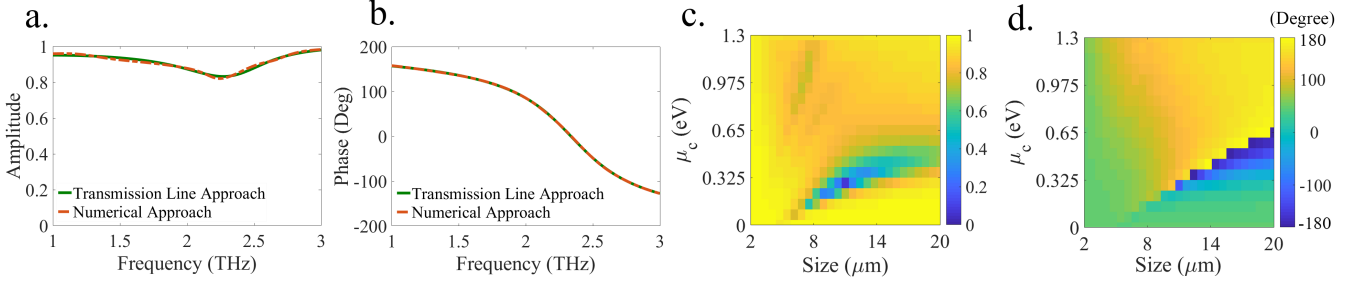 a.
1
0.8
0.6
0.4
0.2
0
Amplitude
Transmission Line Approach
Numerical Approach
1 1.5 2 2.5 3
Frequency (THz)
b.
200
100
0
-100
-200
Phase (Deg)
Transmission Line Approach
Numerical Approach
1 1.5 2 2.5 3
Frequency (THz)
c.
1.3
0.975
0.65
0.325
0
μc (eV)
2 8 14 20
Size (μm)
1
0.8
0.6
0.4
0.2
0
d.
(Degree)
1.3
0.975
0.65
0.325
0
μc (eV)
2 8 14 20
Size (μm)
180
100
0
-100
-180